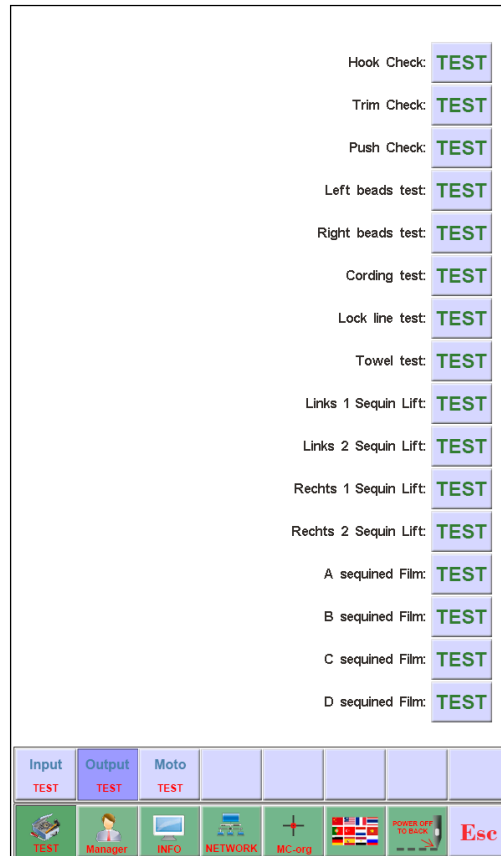 Hook Check: TEST
Trim Check: TEST
Push Check: TEST
Left beads test: TEST
Right beads test: TEST
Cording test: TEST
Lock line test: TEST
Towel test: TEST
Links 1 Sequin Lift: TEST
Links 2 Sequin Lift: TEST
Rechts 1 Sequin Lift: TEST
Rechts 2 Sequin Lift: TEST
A sequined Film: TEST
B sequined Film: TEST
C sequined Film: TEST
D sequined Film: TEST
Input Output Moto
TEST TEST TEST
POWER OFF
TO BACK
Esc
TEST Manager INFO NETWORK MC-org